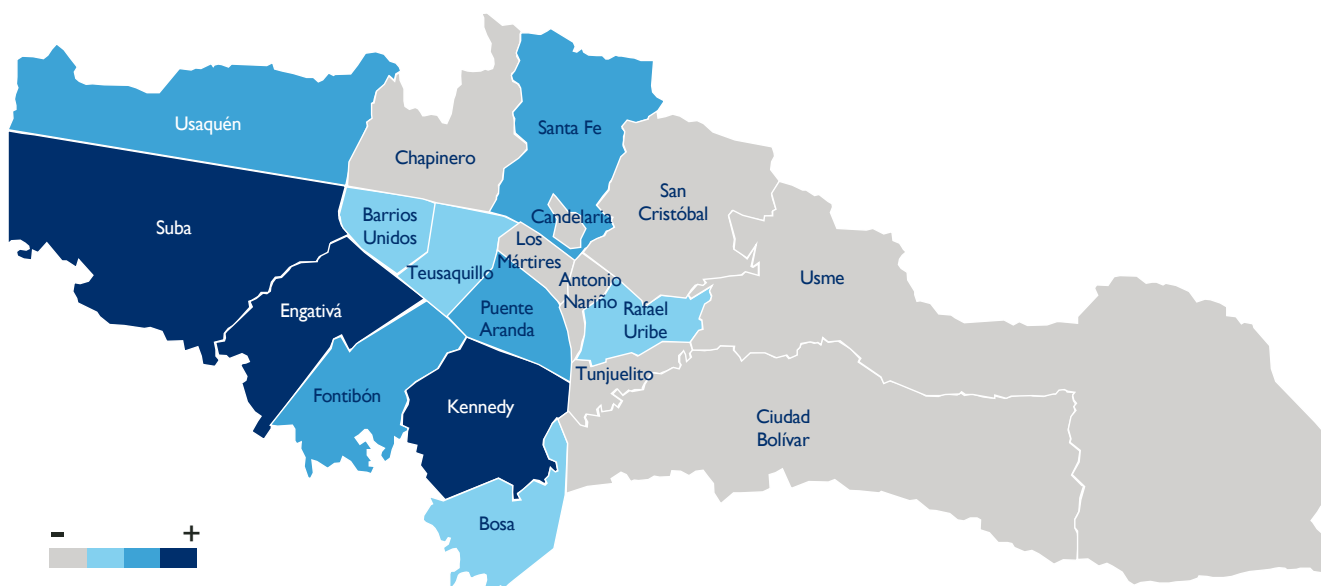 Usaquén
Santa Fe
Chapinero
San
Cristóbal
Suba
Barrios
Unidos
Candelaria
Los
Mártires
Teusaquillo
Antonio
Nariño
Usme
Engativá
Puente
Aranda
Rafael
Uribe
Tunjuelito
Fontibón
Kennedy
Ciudad
Bolívar
Bosa
- +